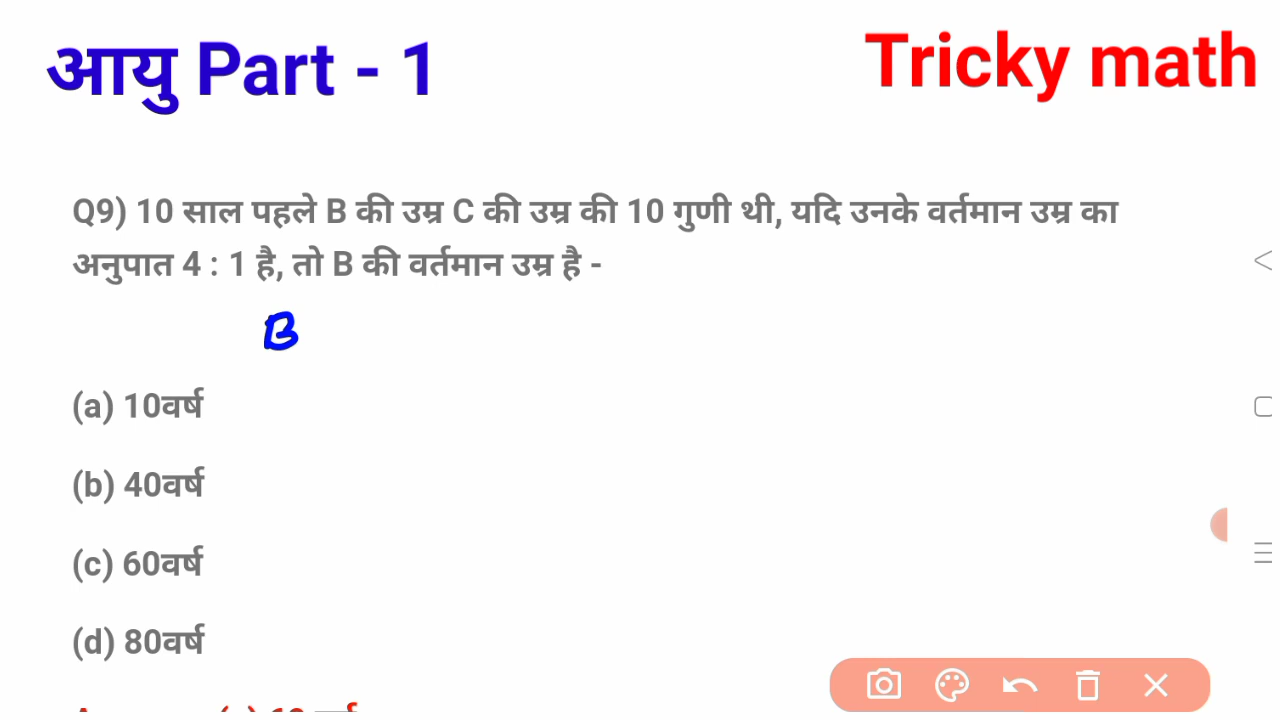 आयु Part - 1
Tricky math
Q9) 10 साल पहले B की उम्र C की उम्र की 10 गुणी थी, यदि उनके वर्तमान उम्र का
अनुपात 4 : 1 है, तो B की वर्तमान उम्र है -
B
(a) 10वर्ष
(b) 40वर्ष
(c) 60वर्ष
(d) 80वर्ष